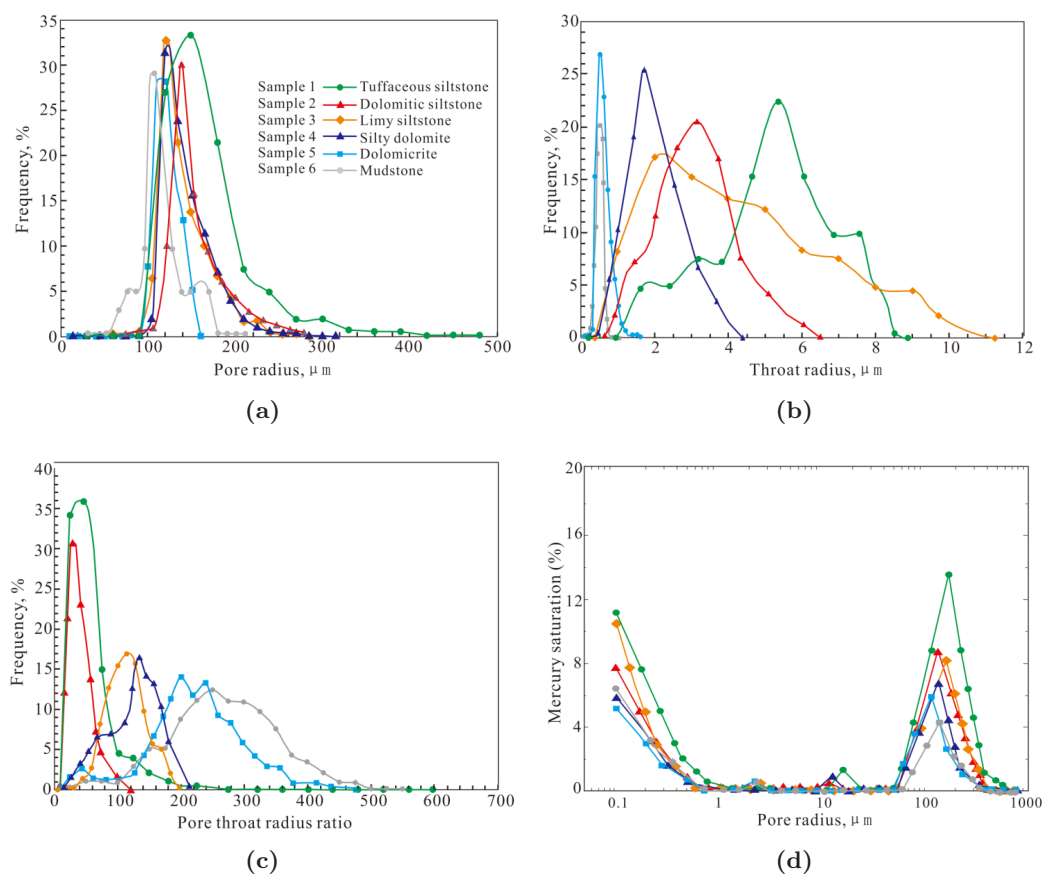 35
30
25
20
15
10
5
0
Frequency, %
Sample 1 Tuffaceous siltstone
Sample 2 Dolomitic siltstone
Sample 3 Limy siltstone
Sample 4 Silty dolomite
Sample 5 Dolomicrite
Sample 6 Mudstone
0 100 200 300 400 500
Pore radius, μm
(a)
30
25
20
15
10
5
0
Frequency, %
0 2 4 6 8 10 12
Throat radius, μm
(b)
40
35
30
25
20
15
10
5
0
Frequency, %
0 100 200 300 400 500 600 700
Pore throat radius ratio
(c)
20
16
12
8
4
0
Mercury saturation (%)
0.1 1 10 100 1000
Pore radius, μm
(d)